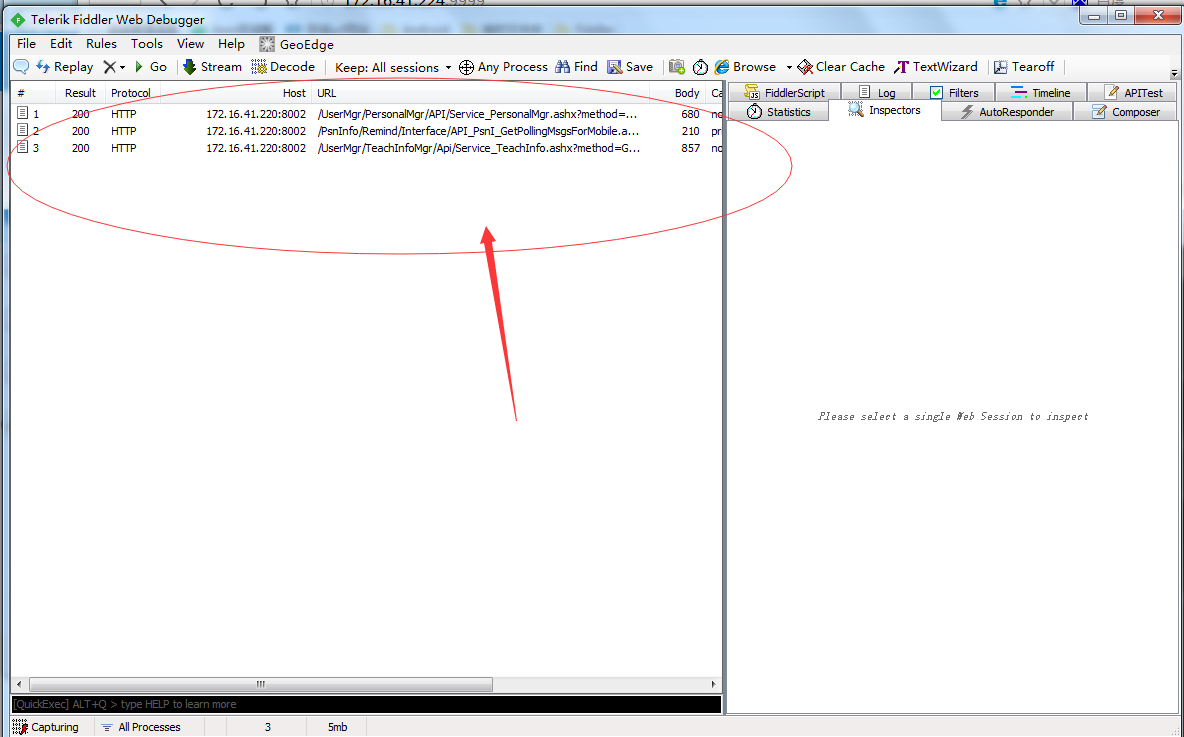 172.16.41.224:9999
Telerik Fiddler Web Debugger
File Edit Rules Tools View Help GeoEdge
Replay Go Stream Decode Keep: All sessions Any Process Find Save Browse Clear Cache TextWizard Tearoff
# Result Protocol Host URL Body Ca
1 200 HTTP 172.16.41.220:8002 /UserMgr/PersonalMgr/API/Service_PersonalMgr.ashx?method=... 680 no
2 200 HTTP 172.16.41.220:8002 /PsnInfo/Remind/Interface/API_PsnI_GetPollingMsgsForMobile.a... 210 pr
3 200 HTTP 172.16.41.220:8002 /UserMgr/TeachInfoMgr/Api/Service_TeachInfo.ashx?method=G... 857 no
FiddlerScript Log Filters Timeline APITest
Statistics Inspectors AutoResponder Composer
Please select a single Web Session to inspect
[QuickExec] ALT+Q > type HELP to learn more
Capturing All Processes 3 5mb